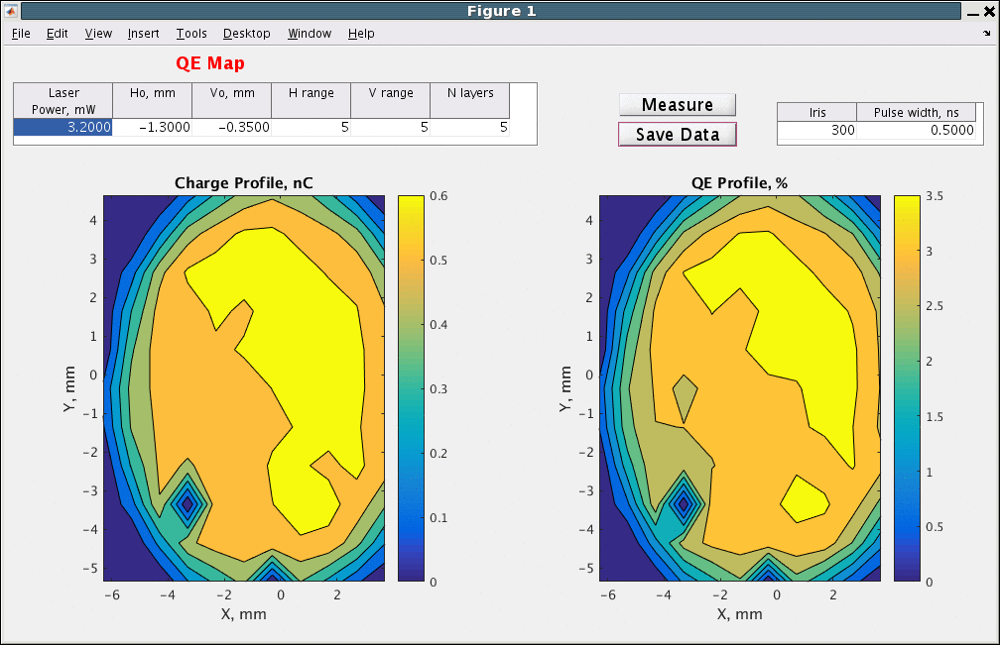 Figure 1
File Edit View Insert Tools Desktop Window Help
QE Map
Laser Power, mW Ho, mm Vo, mm H range V range N layers
3.2000 −1.3000 −0.3500 5 5 5
Measure
Save Data
Iris Pulse width, ns
300 0.5000
Charge Profile, nC
4
3
2
1
0
−1
−2
−3
−4
−5
Y, mm
−6 −4 −2 0 2
X, mm
0.6
0.5
0.4
0.3
0.2
0.1
0
QE Profile, %
4
3
2
1
0
−1
−2
−3
−4
−5
Y, mm
−6 −4 −2 0 2
X, mm
3.5
3
2.5
2
1.5
1
0.5
0